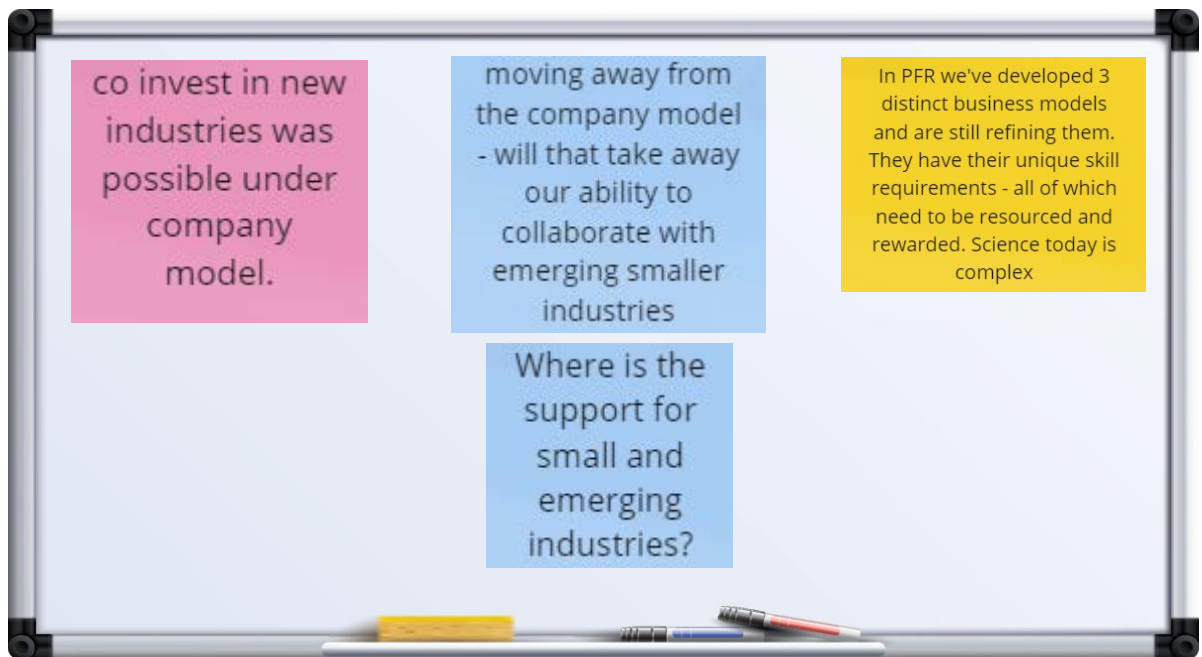 co invest in new
industries was
possible under
company
model.
moving away from
the company model
- will that take away
our ability to
collaborate with
emerging smaller
industries
Where is the
support for
small and
emerging
industries?
In PFR we've developed 3
distinct business models
and are still refining them.
They have their unique skill
requirements - all of which
need to be resourced and
rewarded. Science today is
complex